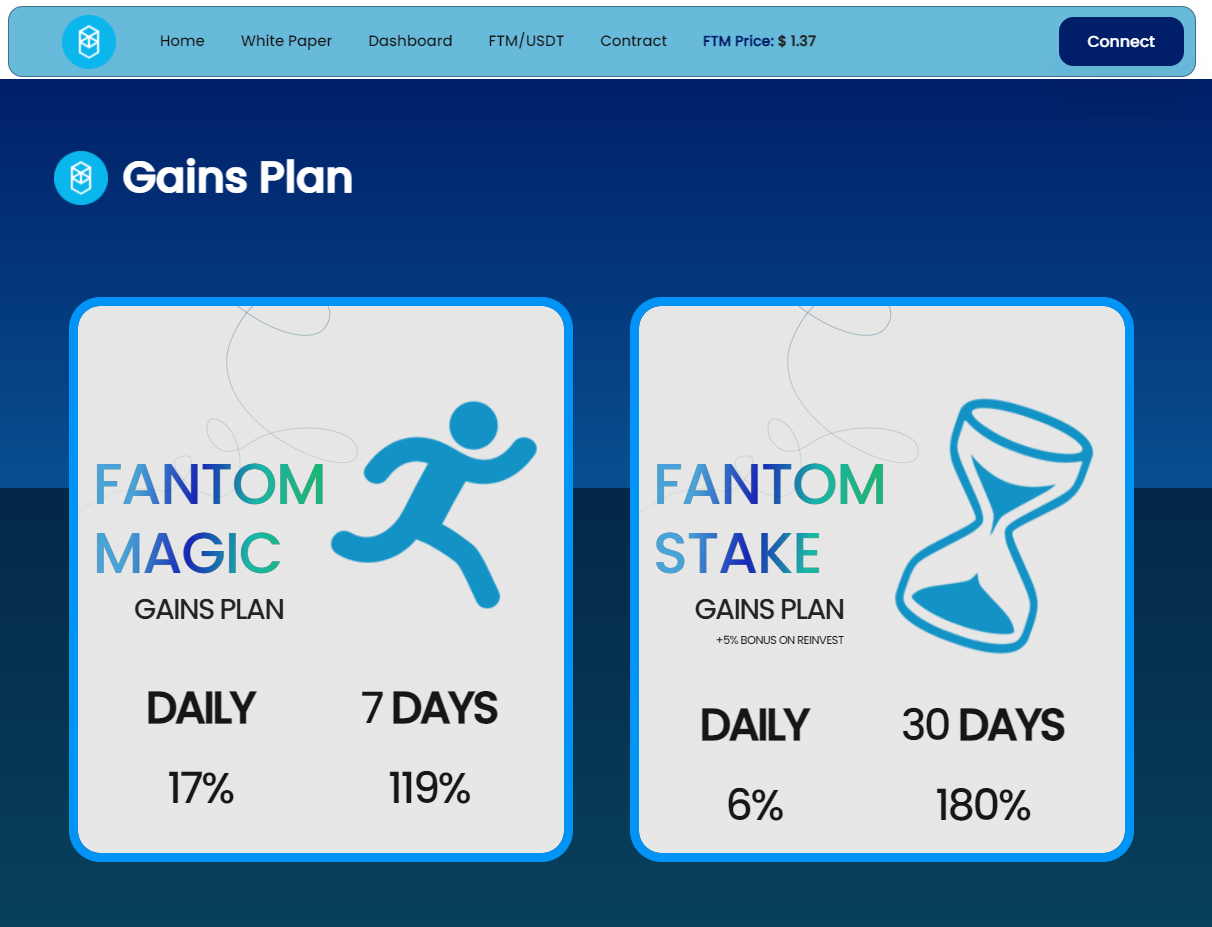 Home White Paper Dashboard FTM/USDT Contract FTM Price: $ 1.37 Connect
Gains Plan
FANTOM
MAGIC
GAINS PLAN
DAILY 7 DAYS
17% 119%
FANTOM
STAKE
GAINS PLAN
+5% BONUS ON REINVEST
DAILY 30 DAYS
6% 180%